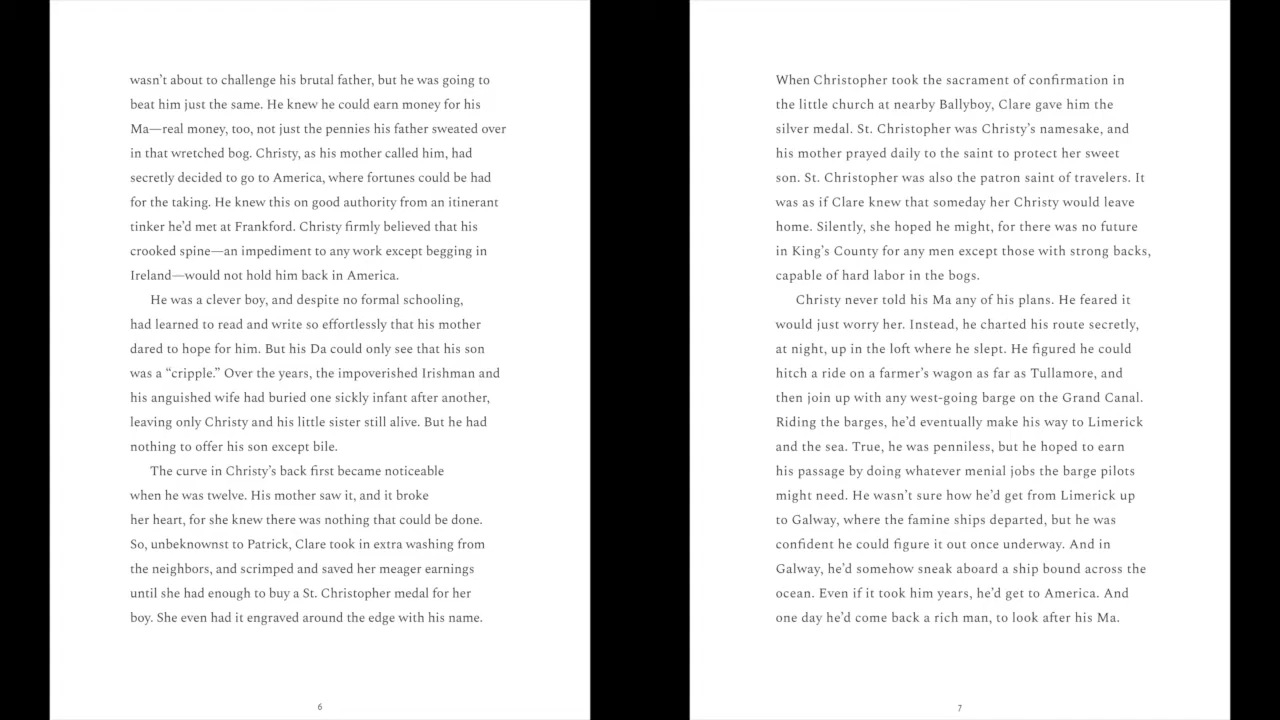 wasn’t about to challenge his brutal father, but he was going to
beat him just the same. He knew he could earn money for his
Ma—real money, too, not just the pennies his father sweated over
in that wretched bog. Christy, as his mother called him, had
secretly decided to go to America, where fortunes could be had
for the taking. He knew this on good authority from an itinerant
tinker he’d met at Frankford. Christy firmly believed that his
crooked spine—an impediment to any work except begging in
Ireland—would not hold him back in America.
He was a clever boy, and despite no formal schooling,
had learned to read and write so effortlessly that his mother
dared to hope for him. But his Da could only see that his son
was a “cripple.” Over the years, the impoverished Irishman and
his anguished wife had buried one sickly infant after another,
leaving only Christy and his little sister still alive. But he had
nothing to offer his son except bile.
The curve in Christy’s back first became noticeable
when he was twelve. His mother saw it, and it broke
her heart, for she knew there was nothing that could be done.
So, unbeknownst to Patrick, Clare took in extra washing from
the neighbors, and scrimped and saved her meager earnings
until she had enough to buy a St. Christopher medal for her
boy. She even had it engraved around the edge with his name.
6
When Christopher took the sacrament of confirmation in
the little church at nearby Ballyboy, Clare gave him the
silver medal. St. Christopher was Christy’s namesake, and
his mother prayed daily to the saint to protect her sweet
son. St. Christopher was also the patron saint of travelers. It
was as if Clare knew that someday her Christy would leave
home. Silently, she hoped he might, for there was no future
in King’s County for any men except those with strong backs,
capable of hard labor in the bogs.
Christy never told his Ma any of his plans. He feared it
would just worry her. Instead, he charted his route secretly,
at night, up in the loft where he slept. He figured he could
hitch a ride on a farmer’s wagon as far as Tullamore, and
then join up with any west-going barge on the Grand Canal.
Riding the barges, he’d eventually make his way to Limerick
and the sea. True, he was penniless, but he hoped to earn
his passage by doing whatever menial jobs the barge pilots
might need. He wasn’t sure how he’d get from Limerick up
to Galway, where the famine ships departed, but he was
confident he could figure it out once underway. And in
Galway, he’d somehow sneak aboard a ship bound across the
ocean. Even if it took him years, he’d get to America. And
one day he’d come back a rich man, to look after his Ma.
7